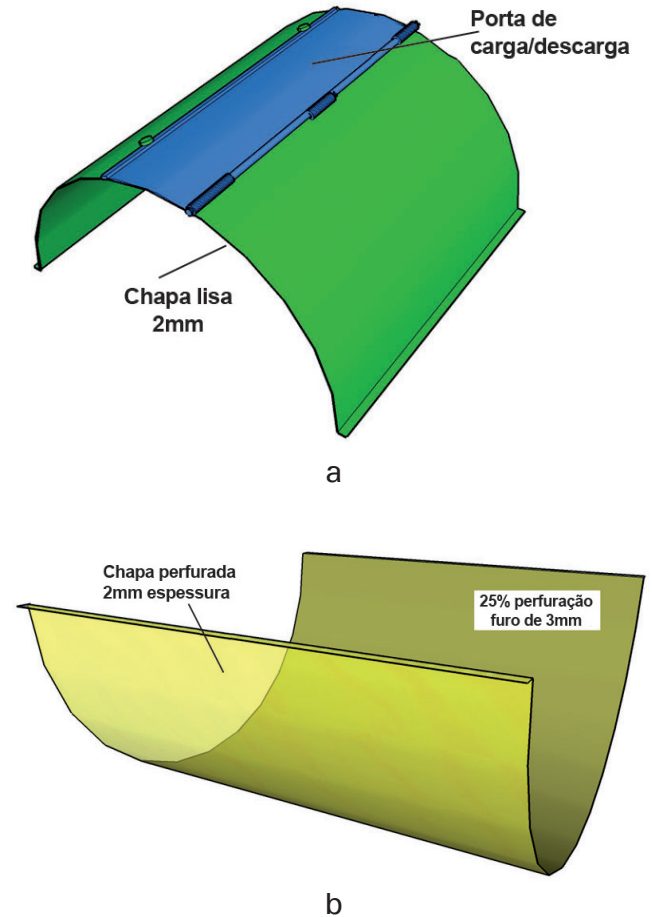 Porta de
carga/descarga
Chapa lisa
2mm
a
Chapa perfurada
2mm espessura
25% perfuração
furo de 3mm
b